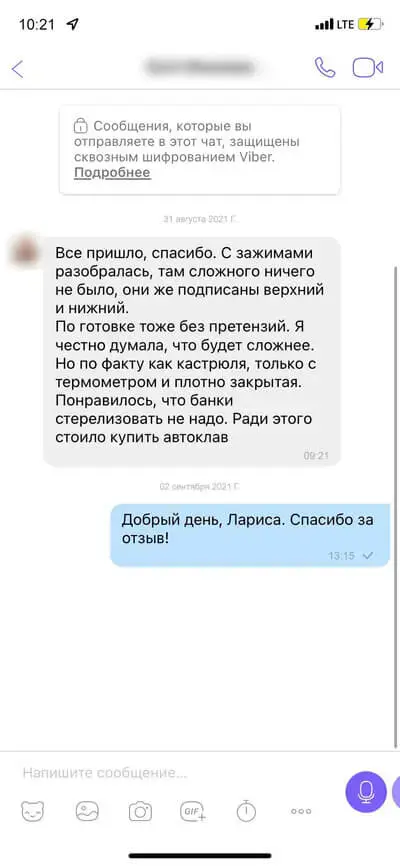 10:21
LTE
Сообщения, которые вы
отправляете в этот чат, защищены
сквозным шифрованием Viber.
Подробнее
31 августа 2021 г.
Все пришло, спасибо. С зажимами
разобралась, там сложного ничего
не было, они же подписаны верхний
и нижний.
По готовке тоже без претензий. Я
честно думала, что будет сложнее.
Но по факту как кастрюля, только с
термометром и плотно закрытая.
Понравилось, что банки
стерелизовать не надо. Ради этого
стоило купить автоклав
09:21
02 сентября 2021 г.
Добрый день, Лариса. Спасибо за
отзыв!
13:15
Напишите сообщение...
GIF